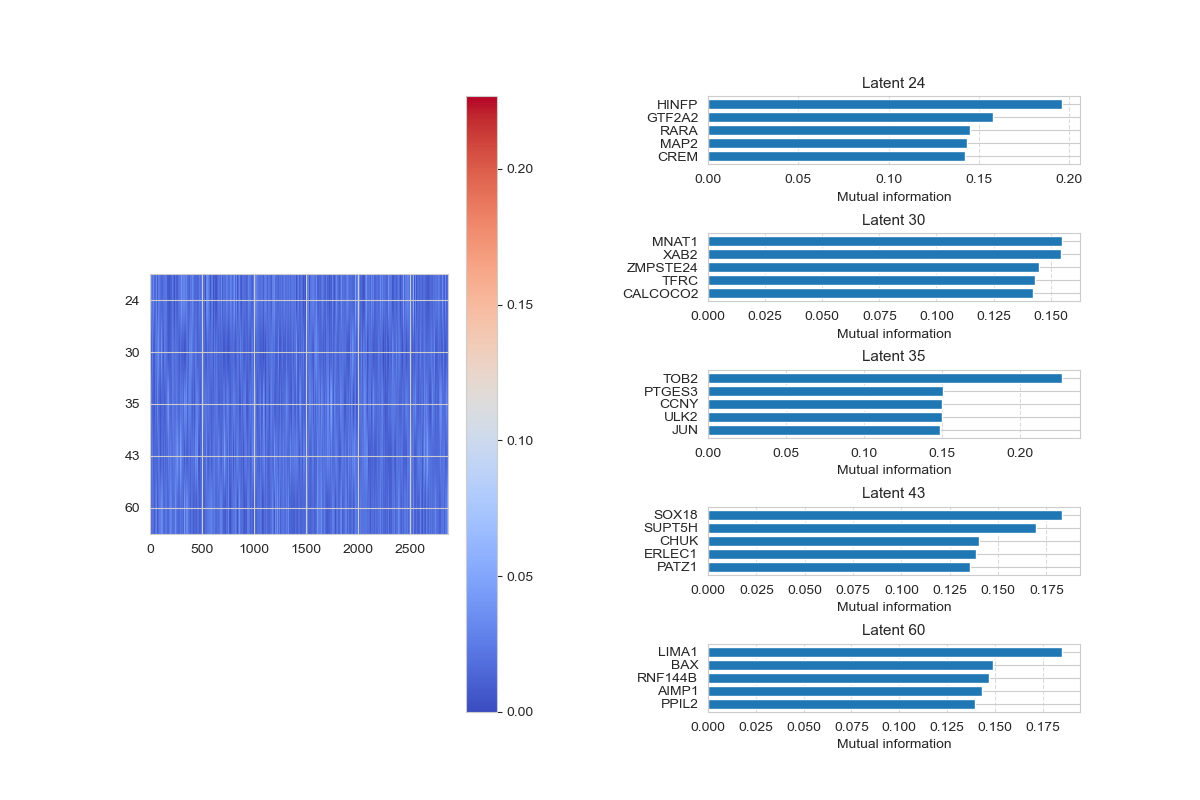 24
30
35
43
60
0 500 1000 1500 2000 2500
0.20
0.15
0.10
0.05
0.00
Latent 24
HINFP
GTF2A2
RARA
MAP2
CREM
0.00 0.05 0.10 0.15 0.20
Mutual information
Latent 30
MNAT1
XAB2
ZMPSTE24
TFRC
CALCOCO2
0.000 0.025 0.050 0.075 0.100 0.125 0.150
Mutual information
Latent 35
TOB2
PTGES3
CCNY
ULK2
JUN
0.00 0.05 0.10 0.15 0.20
Mutual information
Latent 43
SOX18
SUPT5H
CHUK
ERLEC1
PATZ1
0.000 0.025 0.050 0.075 0.100 0.125 0.150 0.175
Mutual information
Latent 60
LIMA1
BAX
RNF144B
AIMP1
PPIL2
0.000 0.025 0.050 0.075 0.100 0.125 0.150 0.175
Mutual information